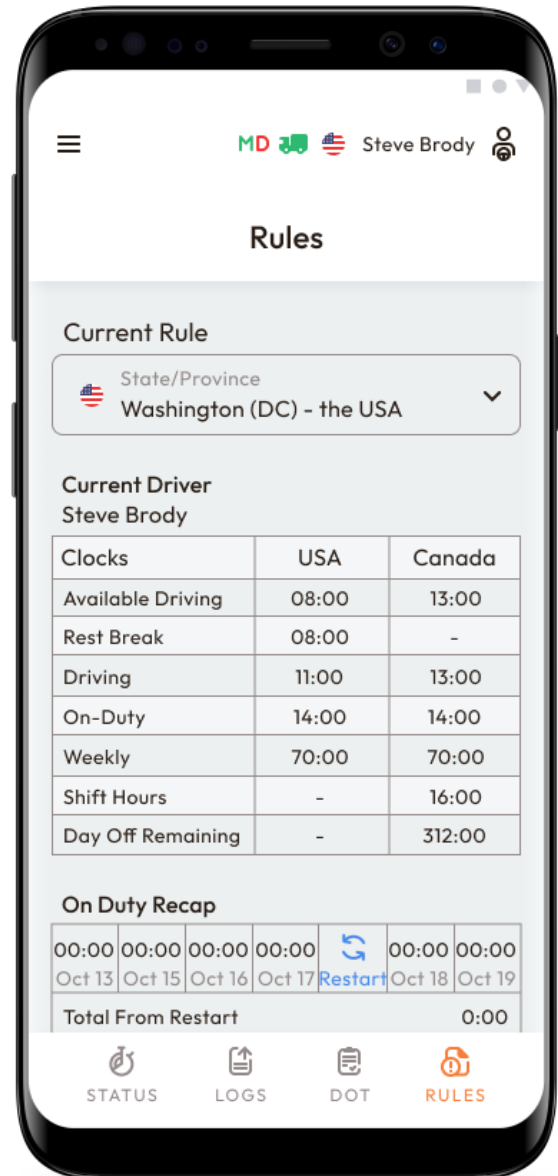 MD Steve Brody
Rules
Current Rule
State/Province
Washington (DC) - the USA
Current Driver
Steve Brody
Clocks USA Canada
Available Driving 08:00 13:00
Rest Break 08:00 -
Driving 11:00 13:00
On-Duty 14:00 14:00
Weekly 70:00 70:00
Shift Hours - 16:00
Day Off Remaining - 312:00
On Duty Recap
00:00 00:00 00:00 00:00 00:00 00:00
Oct 13 Oct 15 Oct 16 Oct 17 Restart Oct 18 Oct 19
Total From Restart 0:00
STATUS LOGS DOT RULES